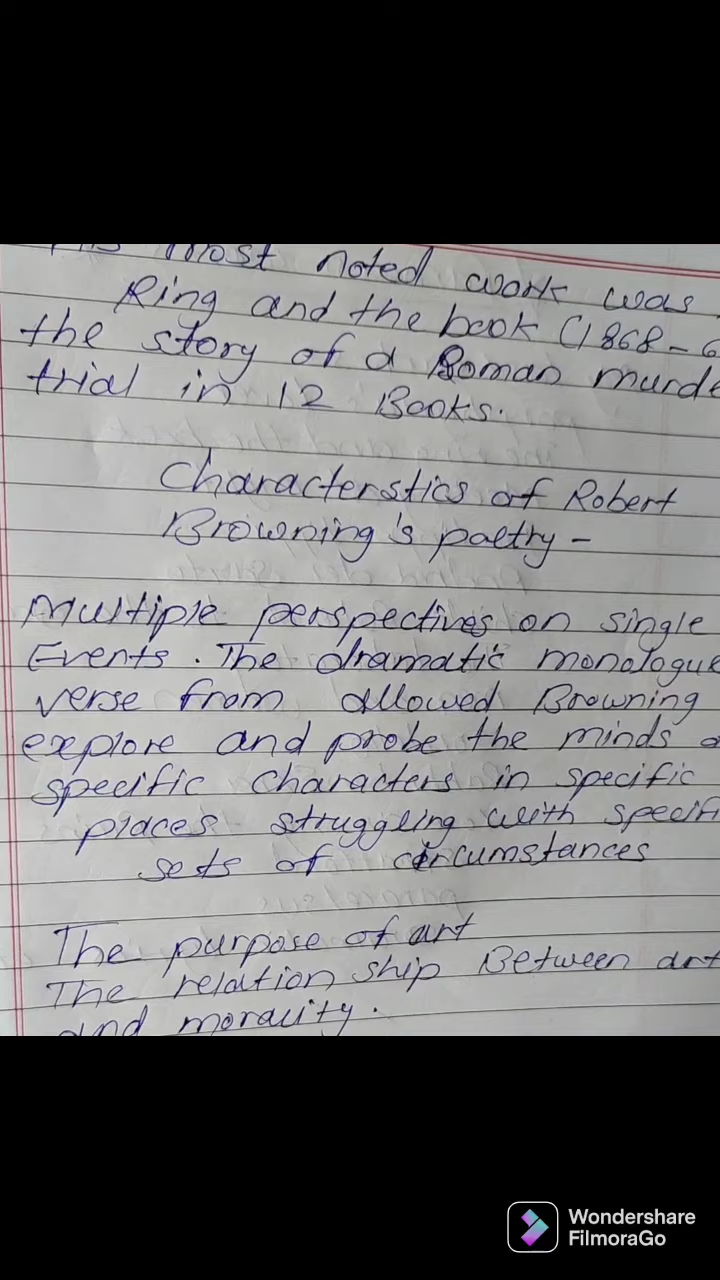 most noted work was
Ring and the book (1868-6
the story of a Roman murde
trial in 12 Books.
Characterstics of Robert
Browning's paetry -
Multiple perspectives on single
Events. The dramatic monologue
verse from allowed Browning
explore and probe the minds o
specific characters in specific
places struggling with specifi
sets of circumstances
The purpose of art
The relation ship Between art
and morality.
Wondershare
FilmoraGo